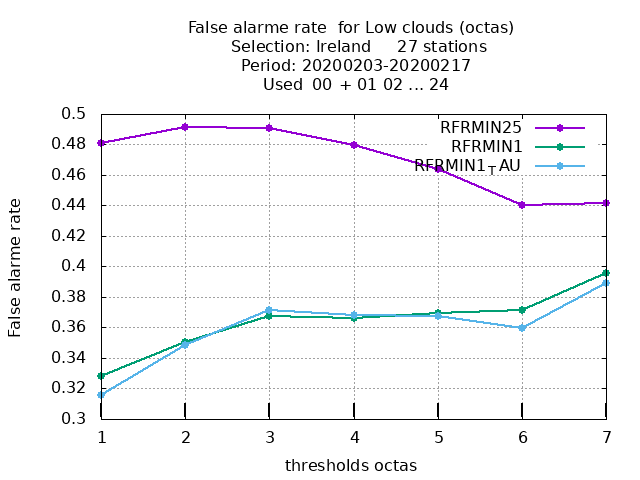 False alarme rate  for Low clouds (octas)
Selection: Ireland     27 stations
Period: 20200203-20200217
Used  00 + 01 02 ... 24
0.5
0.48
0.46
0.44
0.42
0.4
0.38
0.36
0.34
0.32
0.3
False alarme rate
RFRMIN25
RFRMIN1
RFRMIN1TAU
1 2 3 4 5 6 7
thresholds octas